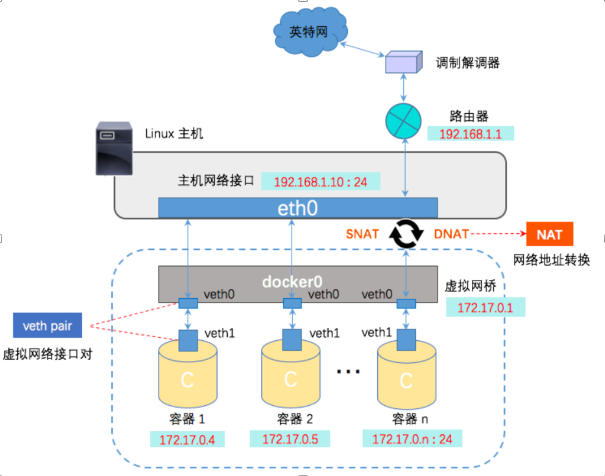 英特网
调制解调器
路由器
192.168.1.1
Linux 主机
主机网络接口 192.168.1.10 : 24
eth0
SNAT DNAT NAT
网络地址转换
docker0
虚拟网桥
172.17.0.1
veth0 veth0 veth0
veth pair
虚拟网络接口对
veth1 veth1 veth1
C C C
...
容器 1 容器 2 容器 n
172.17.0.4 172.17.0.5 172.17.0.n : 24